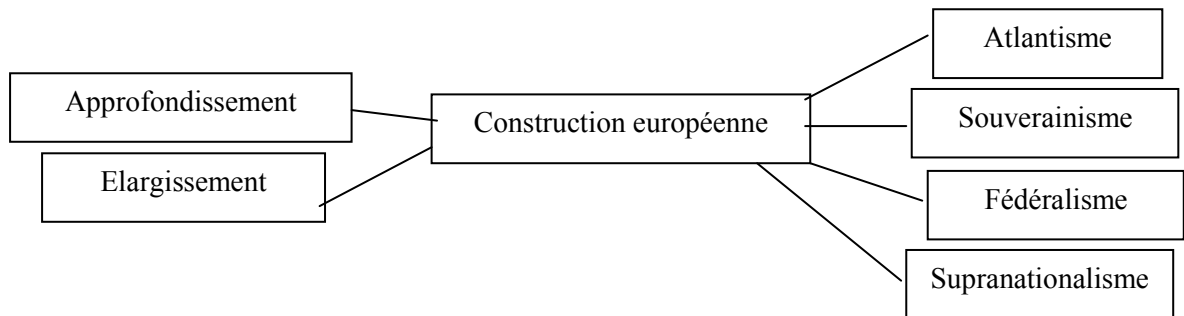 Atlantisme
Approfondissement
Construction européenne
Souverainisme
Elargissement
Fédéralisme
Supranationalisme